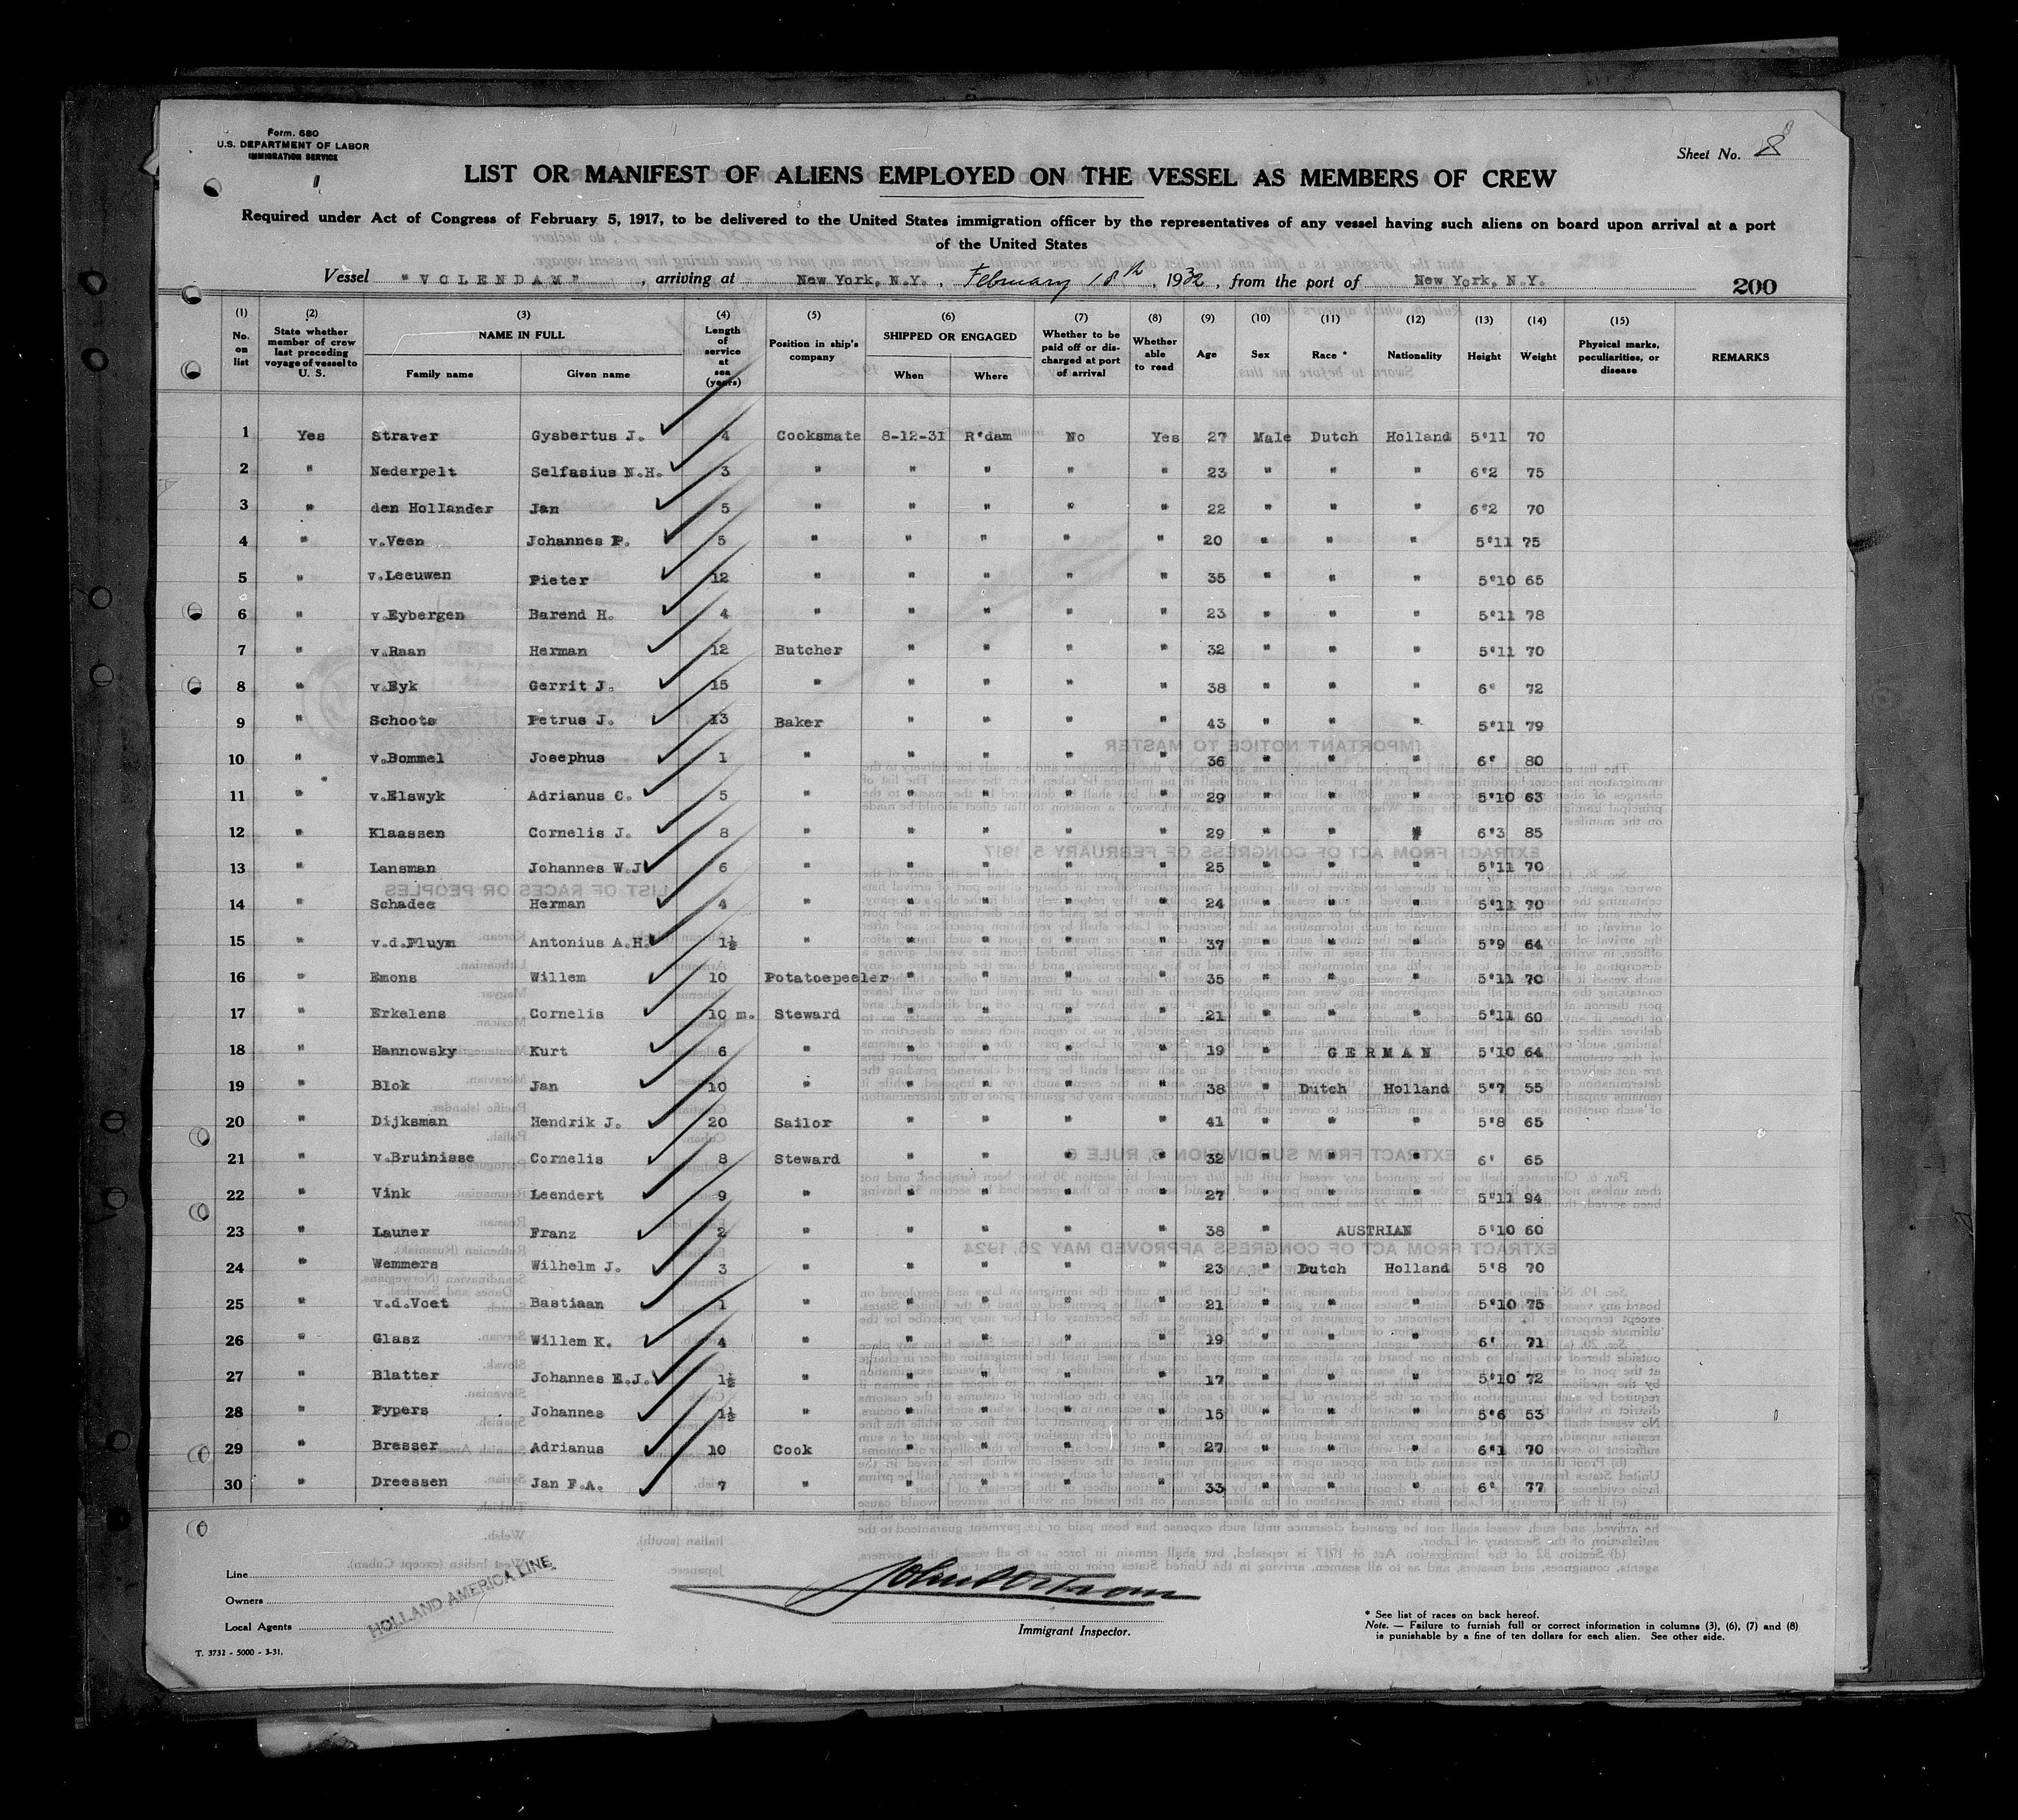 Form. 680
U.S. DEPARTMENT OF LABOR
IMMIGRATION SERVICE
Sheet No. 8
LIST OR MANIFEST OF ALIENS EMPLOYED ON THE VESSEL AS MEMBERS OF CREW
Required under Act of Congress of February 5, 1917, to be delivered to the United States immigration officer by the representatives of any vessel having such aliens on board upon arrival at a port
of the United States
Vessel "VOLENDAM", arriving at New York, N.Y., February 18th, 1932, from the port of New York, N.Y. 200
(1) No. on list (2) State whether member of crew last preceding voyage of vessel to U. S. (3) NAME IN FULL Family name Given name (4) Length of service at sea (years) (5) Position in ship's company (6) SHIPPED OR ENGAGED When Where (7) Whether to be paid off or discharged at port of arrival (8) Whether able to read (9) Age (10) Sex (11) Race * (12) Nationality (13) Height (14) Weight (15) Physical marks, peculiarities, or disease REMARKS
1 Yes Straver Gysbertus J. 4 Cooksmate 8-12-31 R'dam No Yes 27 Male Dutch Holland 5'11 70
2 " Nederpelt Selfasius N.H. 3 " " " " " 23 " " " 6'2 75
3 " den Hollander Jan 5 " " " " " 22 " " " 6'2 70
4 " v.Veen Johannes P. 5 " " " " " 20 " " " 5'11 75
5 " v.Leeuwen Pieter 12 " " " " " 35 " " " 5'10 65
6 " v.Eybergen Barend H. 4 " " " " " 23 " " " 5'11 78
7 " v.Raan Herman 12 Butcher " " " " 32 " " " 5'11 70
8 " v.Eyk Gerrit J. 15 " " " " " 38 " " " 6' 72
9 " Schoots Petrus J. 13 Baker " " " " 43 " " " 5'11 79
10 " v.Bommel Josephus 1 " " " " " 36 " " " 6' 80
11 " v.Elswyk Adrianus C. 5 " " " " " 29 " " " 5'10 63
12 " Klaassen Cornelis J. 8 " " " " " 29 " " " 6'3 85
13 " Lansman Johannes W.J. 6 " " " " " 25 " " " 5'11 70
14 " Schadee Herman 4 " " " " " 24 " " " 5'11 70
15 " v.d.Pluym Antonius A.H. 1½ " " " " " 37 " " " 5'9 64
16 " Emons Willem 10 Potatoepeeler " " " " 35 " " " 5'11 70
17 " Erkelens Cornelis 10 m. Steward " " " " 21 " " " 5'11 60
18 " Hannowsky Kurt 6 " " " " " 19 " GERMAN 5'10 64
19 " Blok Jan 10 " " " " " 38 " Dutch Holland 5'7 55
20 " Dijksman Hendrik J. 20 Sailor " " " " 41 " " " 5'8 65
21 " v.Bruinisse Cornelis 8 Steward " " " " 32 " " " 6' 65
22 " Vink Leendert 9 " " " " " 27 " " " 5'11 94
23 " Launer Franz 2 " " " " " 38 " AUSTRIAN 5'10 60
24 " Wemmers Wilhelm J. 3 " " " " " 23 " Dutch Holland 5'8 70
25 " v.d.Voet Bastiaan 1 " " " " " 21 " " " 5'10 75
26 " Glasz Willem K. 4 " " " " " 19 " " " 6' 71
27 " Blatter Johannes E.J. 1½ " " " " " 17 " " " 5'10 72
28 " Pypers Johannes 1½ " " " " " 15 " " " 5'6 53
29 " Bresser Adrianus 10 Cook " " " " 27 " " " 6'1 70
30 " Dreessen Jan F.A. 7 " " " " " 33 " " " 6' 77
Line
Owners
Local Agents
HOLLAND AMERICA LINE
Immigrant Inspector.
* See list of races on back hereof.
Note. — Failure to furnish full or correct information in columns (3), (6), (7) and (8)
is punishable by a fine of ten dollars for each alien. See other side.
T. 3732 - 5000 - 3-31.